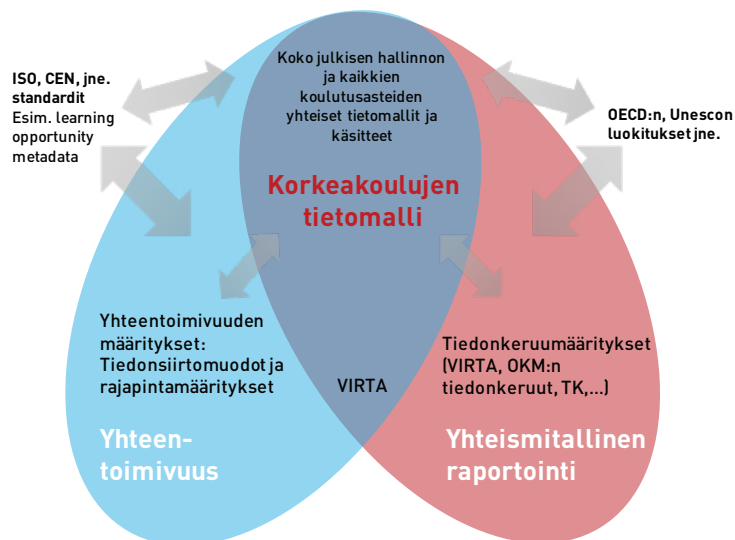 Koko julkisen hallinnon
ja kaikkien
koulutusasteiden
yhteiset tietomallit ja
käsitteet
ISO, CEN, jne.
standardit
Esim. learning
opportunity
metadata
OECD:n, Unescon
luokitukset jne.
Korkeakoulujen
tietomalli
Yhteentoimivuuden
määritykset:
Tiedonsiirtomuodot ja
rajapintamääritykset
Tiedonkeruumääritykset
(VIRTA, OKM:n
tiedonkeruut, TK,...)
VIRTA
Yhteen-
toimivuus
Yhteismitallinen
raportointi